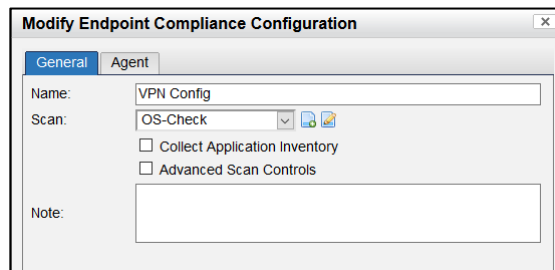 Modify Endpoint Compliance Configuration
General Agent
Name: VPN Config
Scan: OS-Check
Collect Application Inventory
Advanced Scan Controls
Note: